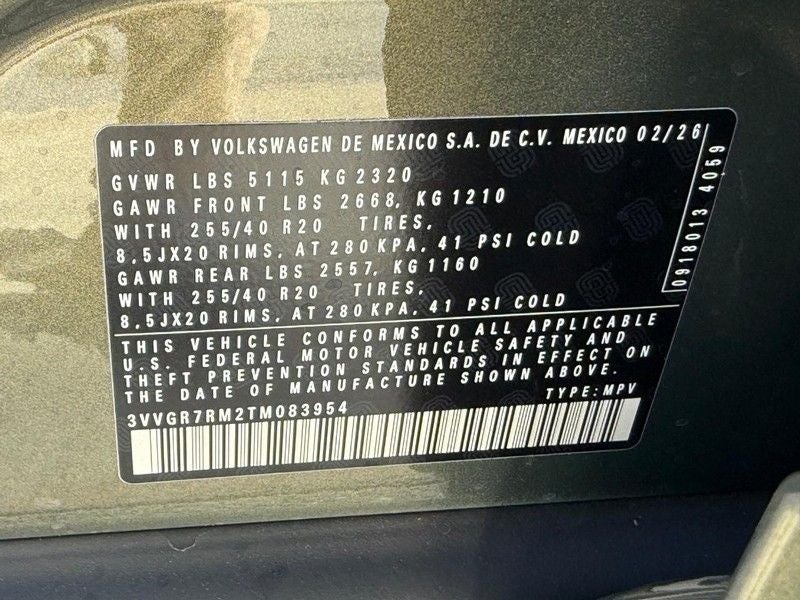 MFD BY VOLKSWAGEN DE MEXICO S.A. DE C.V. MEXICO 02/26
GVWR LBS 5115 KG 2320
GAWR FRONT LBS 2668, KG 1210
WITH 255/40 R20 TIRES,
8,5JX20 RIMS, AT 280 KPA, 41 PSI COLD
GAWR REAR LBS 2557, KG 1160
WITH 255/40 R20 TIRES,
8,5JX20 RIMS, AT 280 KPA, 41 PSI COLD
0918013 4059
THIS VEHICLE CONFORMS TO ALL APPLICABLE
U.S. FEDERAL MOTOR VEHICLE SAFETY AND
THEFT PREVENTION STANDARDS IN EFFECT ON
THE DATE OF MANUFACTURE SHOWN ABOVE.
TYPE: MPV
3VVGR7RM2TM083954